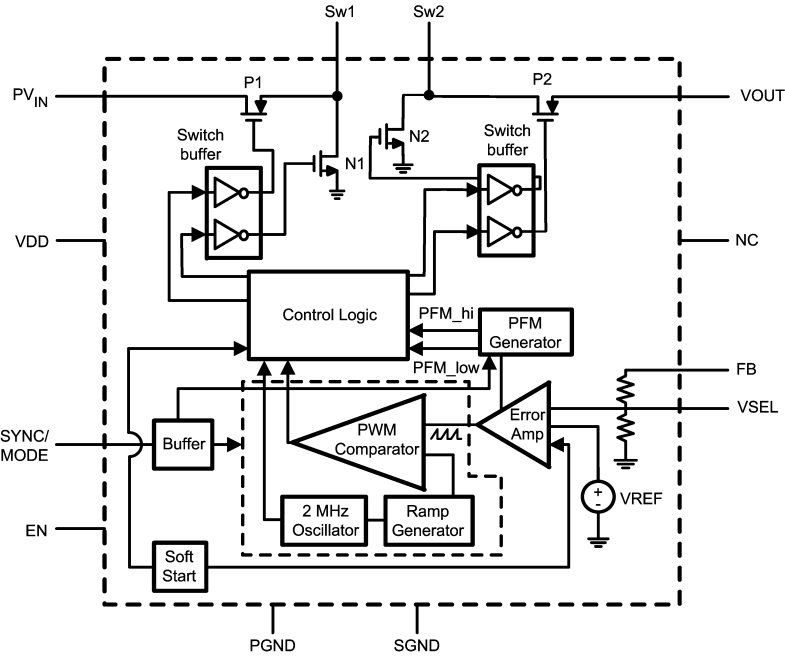 Sw1
Sw2
P1
P2
PVIN
VOUT
Switch
buffer
N1
N2
Switch
buffer
VDD
NC
Control Logic
PFM_hi
PFM
Generator
PFM_low
FB
VSEL
Error
Amp
SYNC/
MODE
Buffer
PWM
Comparator
+
-
VREF
2 MHz
Oscillator
Ramp
Generator
EN
Soft
Start
PGND
SGND